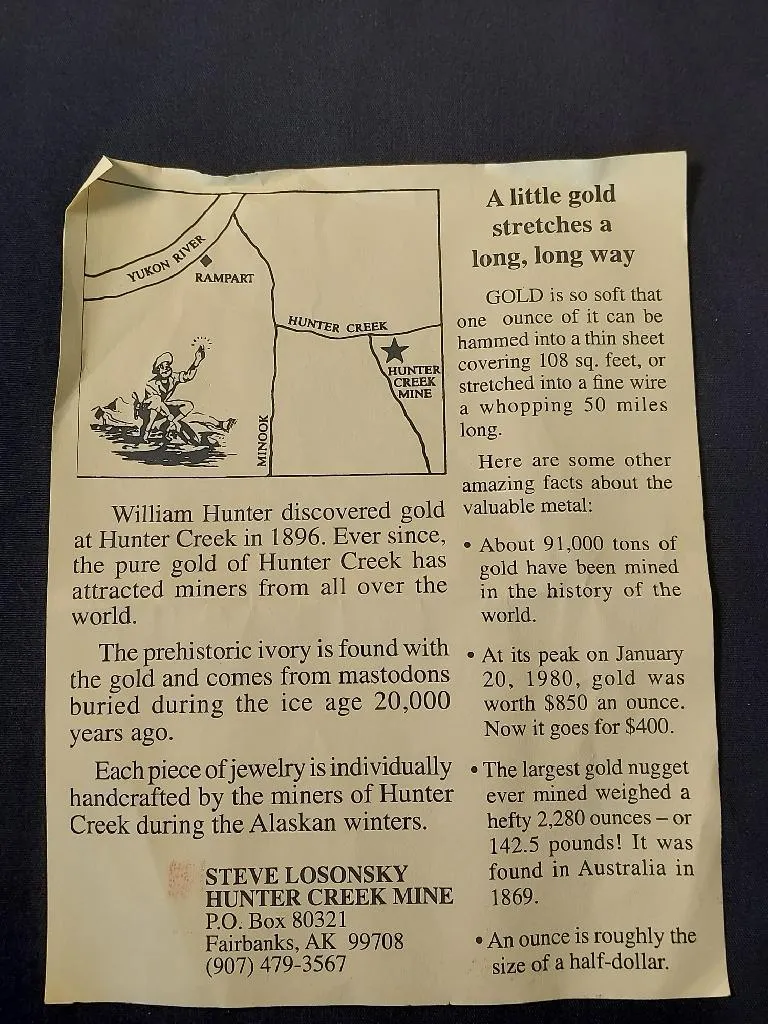 YUKON RIVER
RAMPART
HUNTER CREEK
HUNTER
CREEK
MINE
MINOOK
William Hunter discovered gold
at Hunter Creek in 1896. Ever since,
the pure gold of Hunter Creek has
attracted miners from all over the
world.
The prehistoric ivory is found with
the gold and comes from mastodons
buried during the ice age 20,000
years ago.
Each piece of jewelry is individually
handcrafted by the miners of Hunter
Creek during the Alaskan winters.
STEVE LOSONSKY
HUNTER CREEK MINE
P.O. Box 80321
Fairbanks, AK 99708
(907) 479-3567
A little gold
stretches a
long, long way
GOLD is so soft that
one ounce of it can be
hammed into a thin sheet
covering 108 sq. feet, or
stretched into a fine wire
a whopping 50 miles
long.
Here are some other
amazing facts about the
valuable metal:
• About 91,000 tons of
gold have been mined
in the history of the
world.
• At its peak on January
20, 1980, gold was
worth $850 an ounce.
Now it goes for $400.
• The largest gold nugget
ever mined weighed a
hefty 2,280 ounces – or
142.5 pounds! It was
found in Australia in
1869.
• An ounce is roughly the
size of a half-dollar.